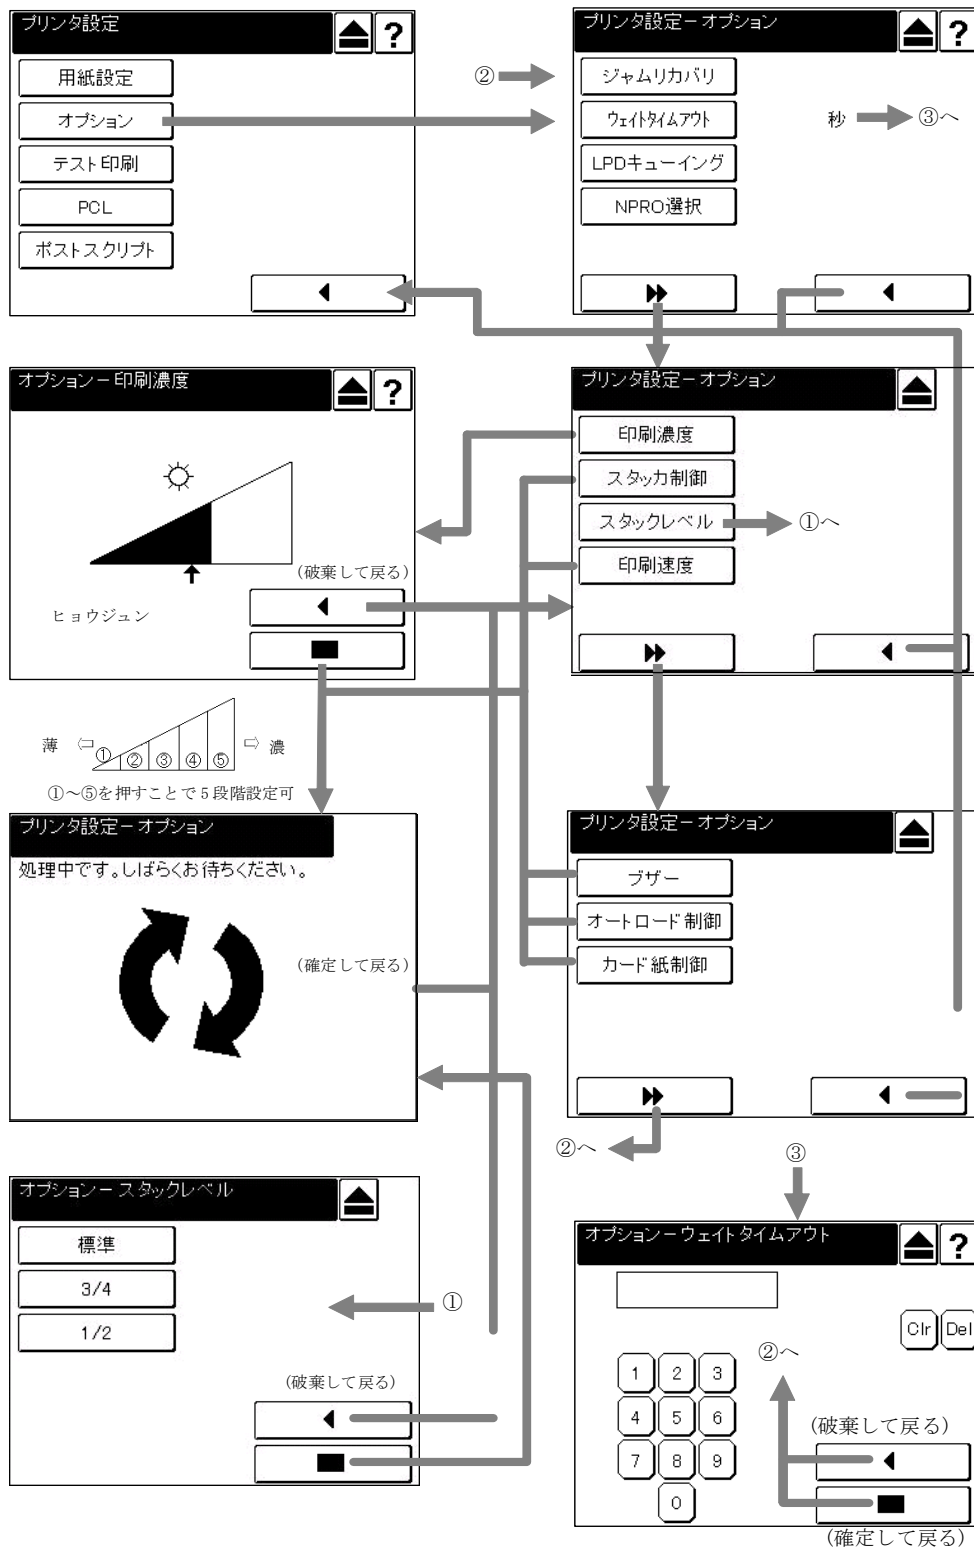 プリンタ設定
?
用紙設定
オプション
テスト印刷
PCL
ポストスクリプト
プリンタ設定－オプション
?
②
ジャムリカバリ
ウェイトタイムアウト
秒
③へ
LPDキューイング
NPRO選択
オプション－印刷濃度
?
(破棄して戻る)
ヒョウジュン
薄
①
②
③
④
⑤
濃
①～⑤を押すことで5段階設定可
プリンタ設定－オプション
印刷濃度
スタッカ制御
スタックレベル
①へ
印刷速度
プリンタ設定－オプション
処理中です。しばらくお待ちください。
(確定して戻る)
プリンタ設定－オプション
ブザー
オートロード制御
カード紙制御
②へ
オプション－スタックレベル
標準
3/4
1/2
①
(破棄して戻る)
③
オプション－ウェイトタイムアウト
?
Clr
Del
②へ
1
2
3
4
5
6
7
8
9
0
(破棄して戻る)
(確定して戻る)